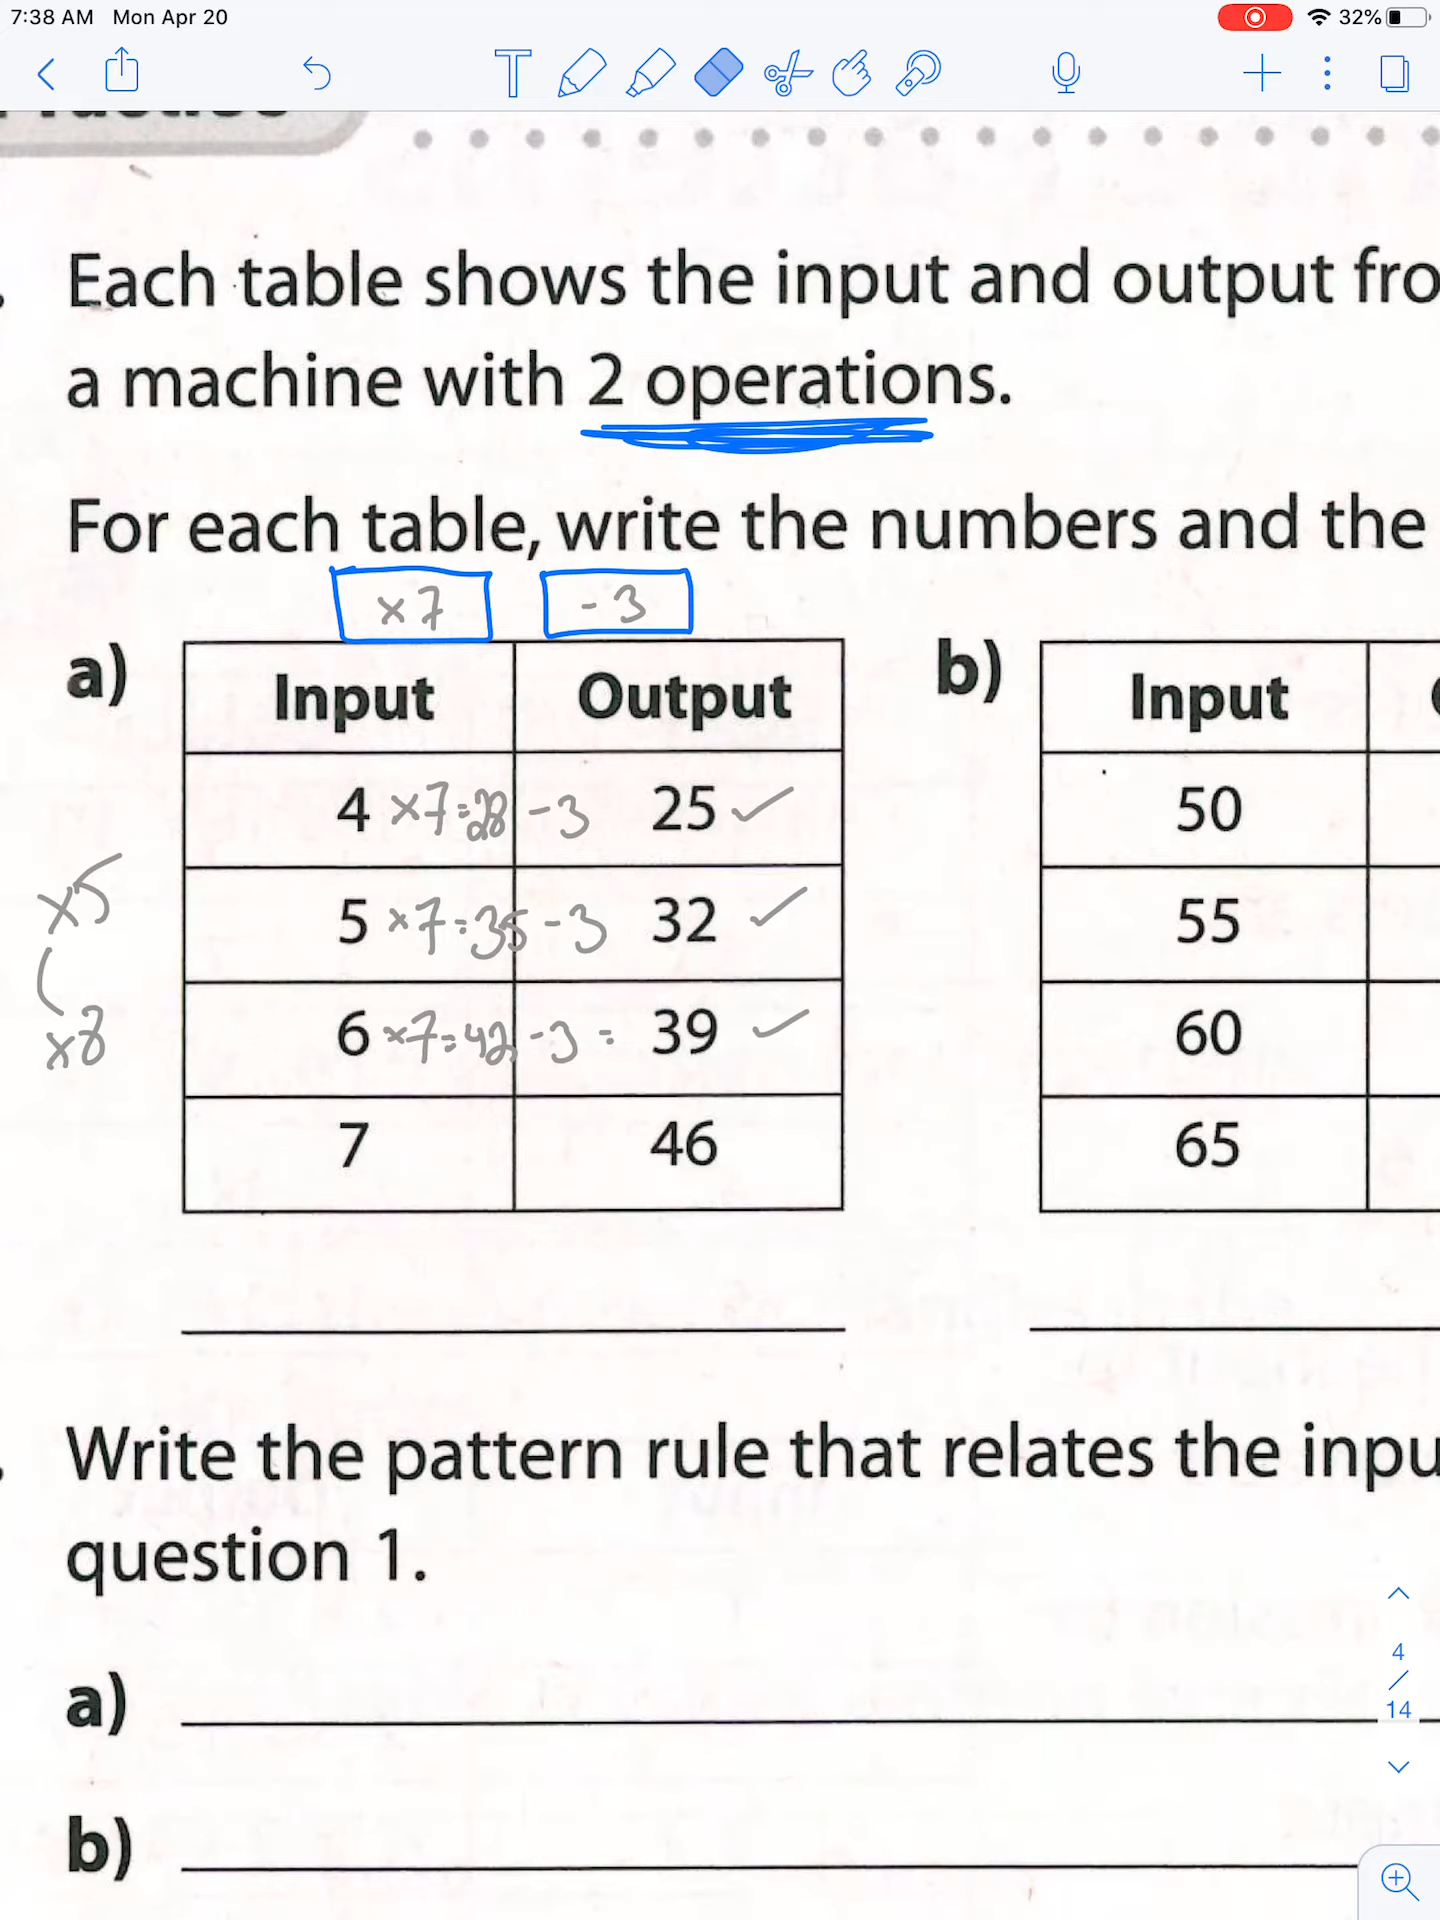 7:38 AM Mon Apr 20
32%
T
Each table shows the input and output fro
a machine with 2 operations.
For each table, write the numbers and the
×7 -3
a) Input Output
4 ×7=28 -3 25 ✓
5 ×7=35 -3 32 ✓
6 ×7=42 -3 = 39 ✓
7 46
×5
×8
b) Input
50
55
60
65
Write the pattern rule that relates the inpu
question 1.
a)
b)
4
/
14